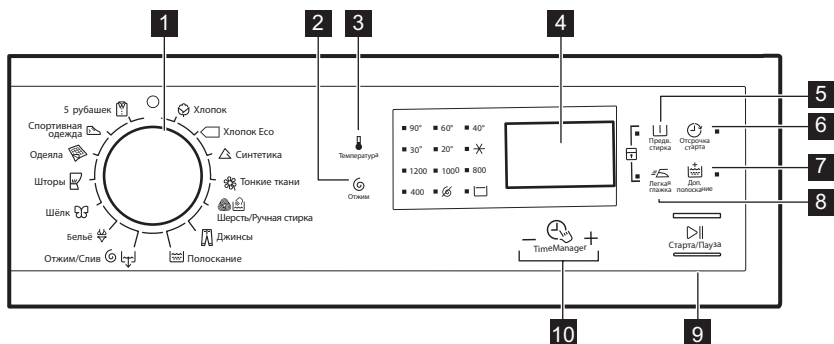 1
2
3
4
5
6
7
8
9
10
5 рубашек
Спортивная
одежда
Одеяла
Шторы
Шёлк
Бельё
Отжим/Слив
Хлопок
Хлопок Eco
Синтетика
Тонкие ткани
Шерсть/Ручная стирка
Джинсы
Полоскание
Температура
Отжим
90° 60° 40°
30° 20°
1200 1000 800
400
TimeManager
Предв.
стирка
Отсрочка
старта
Легкая
глажка
Доп.
полоскание
Старта/Пауза